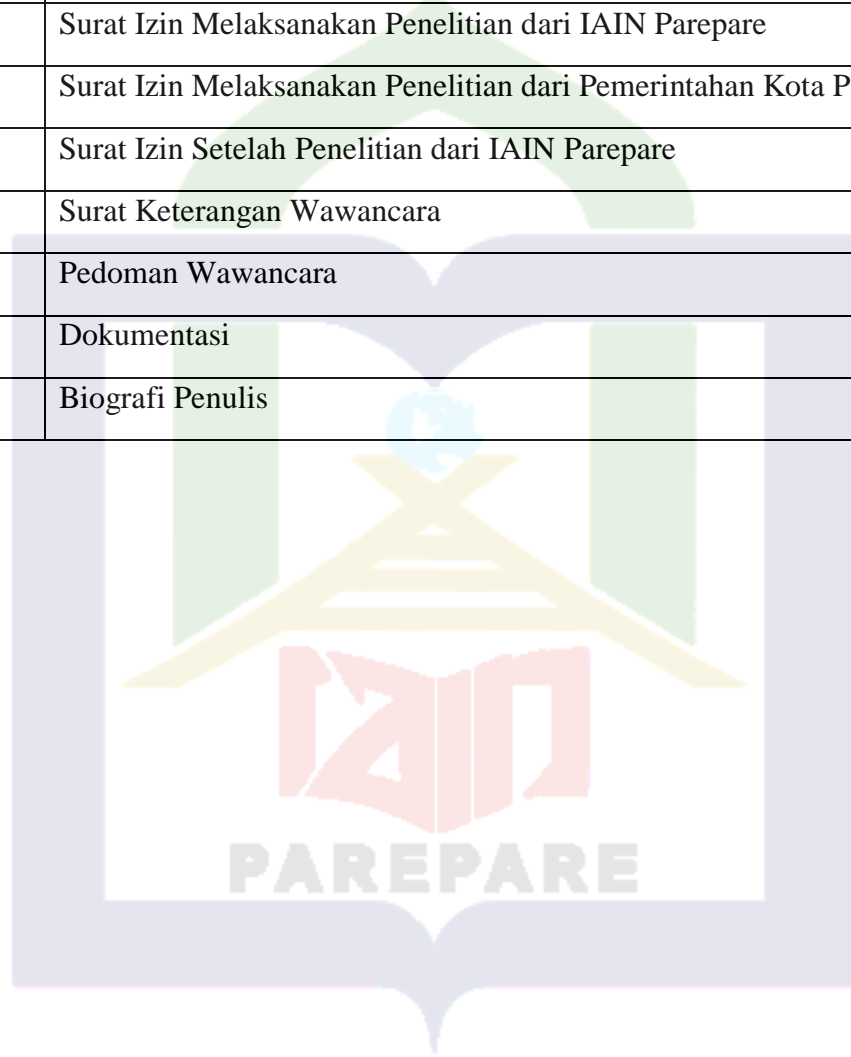 Surat Izin Melaksanakan Penelitian dari IAIN Parepare
Surat Izin Melaksanakan Penelitian dari Pemerintahan Kota P
Surat Izin Setelah Penelitian dari IAIN Parepare
Surat Keterangan Wawancara
Pedoman Wawancara
Dokumentasi
Biografi Penulis
iain
PAREPARE